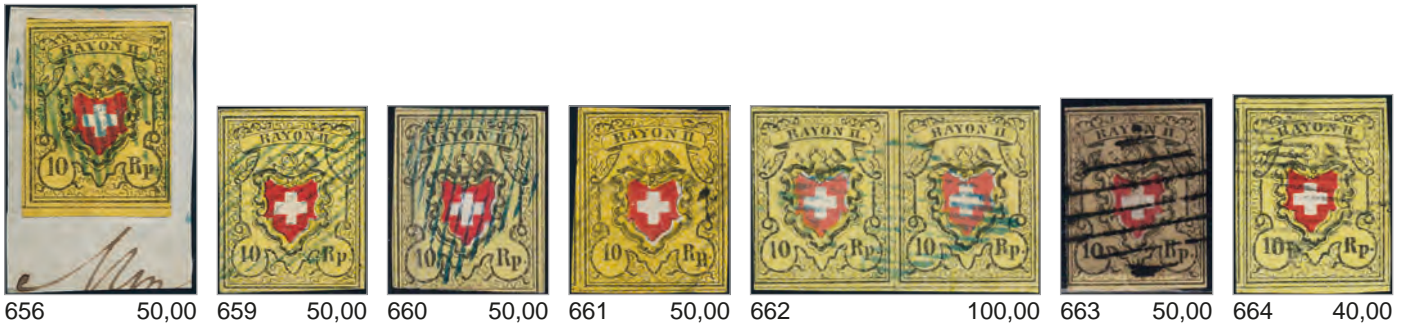 RAYON II.
10 Rp.
RAYON II.
10 Rp.
RAYON II.
10 Rp.
RAYON II.
10 Rp.
RAYON II. RAYON II.
10 Rp. 10 Rp.
RAYON II.
10 Rp.
RAYON II.
10 Rp.
656 50,00 659 50,00 660 50,00 661 50,00 662 100,00 663 50,00 664 40,00